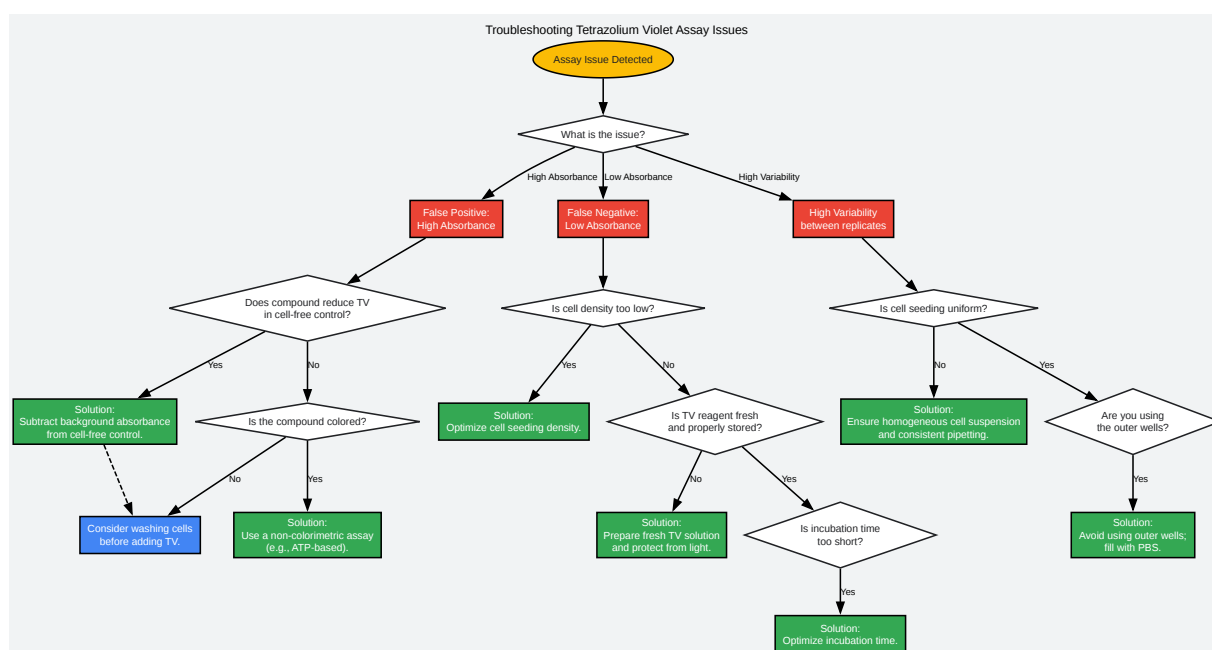 Troubleshooting Tetrazolium Violet Assay Issues
Assay Issue Detected
What is the issue?
High Absorbance
Low Absorbance
High Variability
False Positive:
High Absorbance
False Negative:
Low Absorbance
High Variability
between replicates
Does compound reduce TV
in cell-free control?
Is cell density too low?
Is cell seeding uniform?
Yes
No
Yes
No
No
Yes
Solution:
Subtract background absorbance
from cell-free control.
Is the compound colored?
Solution:
Optimize cell seeding density.
Is TV reagent fresh
and properly stored?
Solution:
Ensure homogeneous cell suspension
and consistent pipetting.
Are you using
the outer wells?
No
Yes
No
Yes
Yes
Consider washing cells
before adding TV.
Solution:
Use a non-colorimetric assay
(e.g., ATP-based).
Solution:
Prepare fresh TV solution
and protect from light.
Is incubation time
too short?
Solution:
Avoid using outer wells;
fill with PBS.
Yes
Solution:
Optimize incubation time.